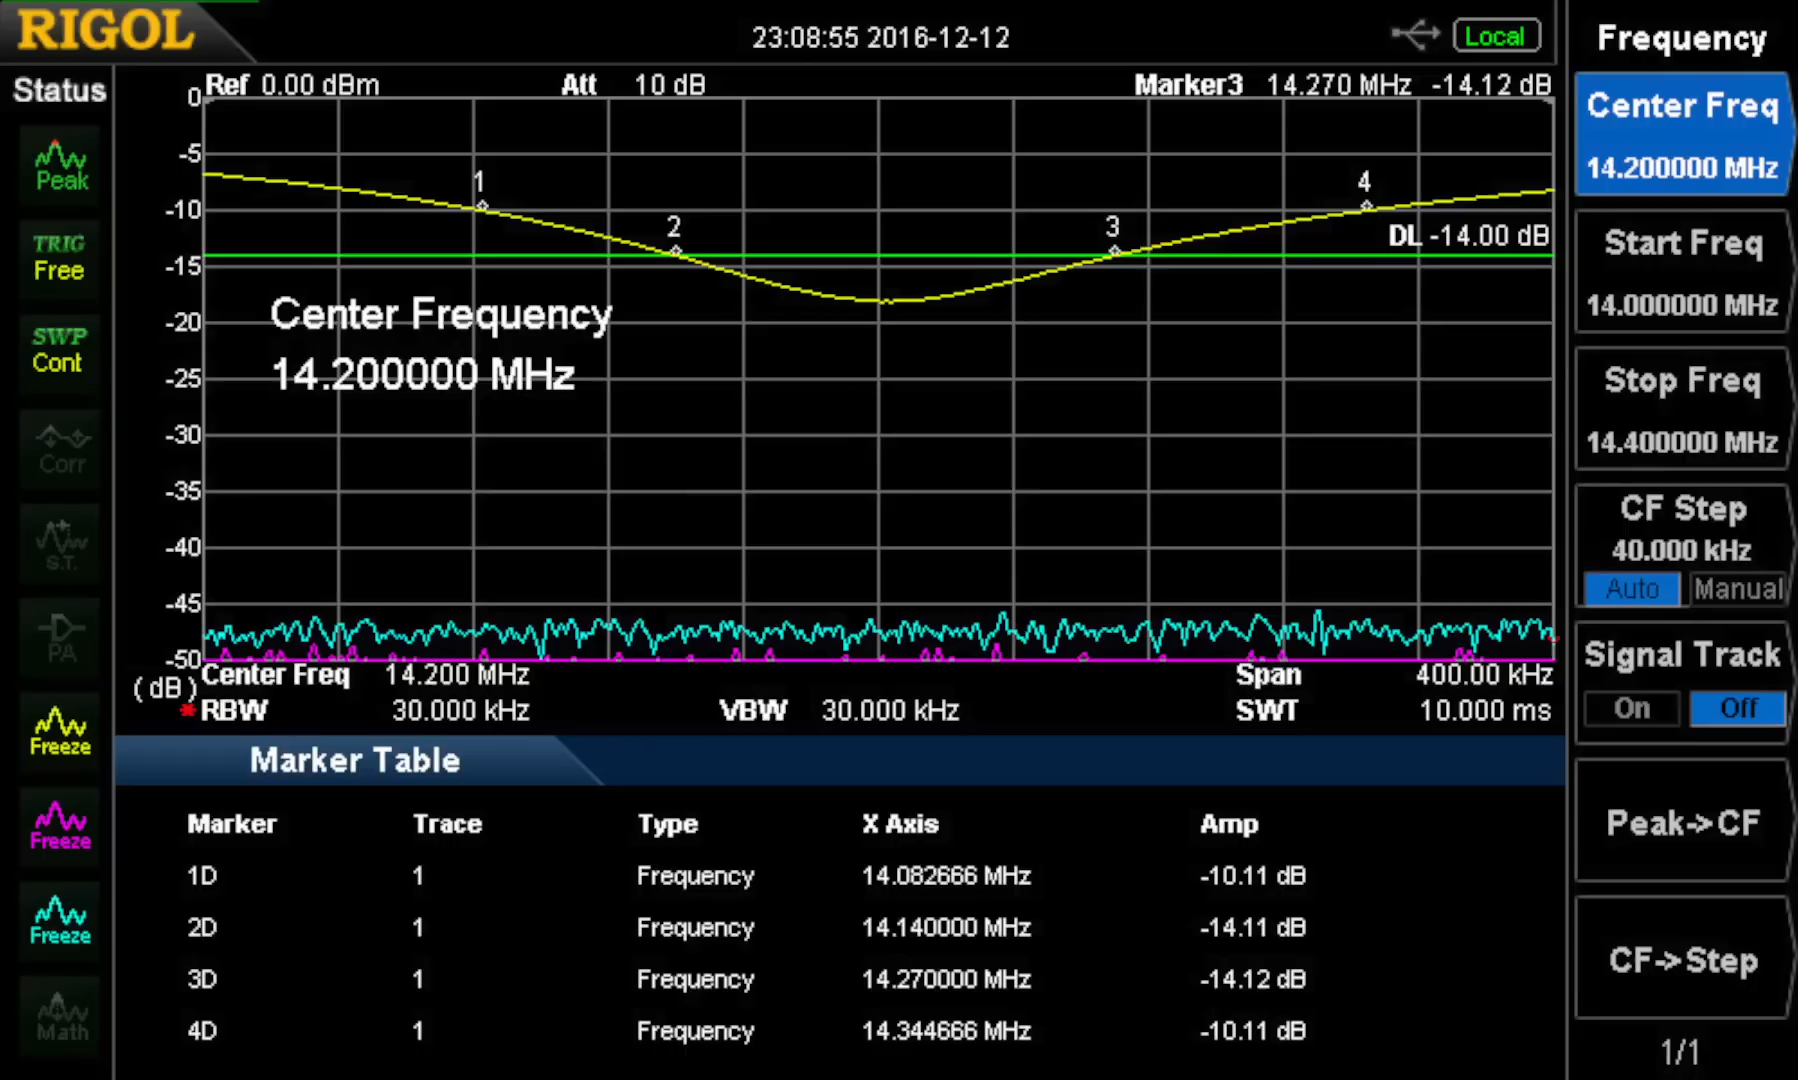 RIGOL
23:08:55 2016-12-12
Local
Status
Peak
TRIG
Free
SWP
Cont
Corr
S.T.
PA
Freeze
Freeze
Freeze
Math
Ref 0.00 dBm Att 10 dB Marker3 14.270 MHz -14.12 dB
0
-5
-10
-15
-20
-25
-30
-35
-40
-45
-50
(dB)
1
2
3
4
DL -14.00 dB
Center Frequency
14.200000 MHz
Center Freq 14.200 MHz Span 400.00 kHz
*RBW 30.000 kHz VBW 30.000 kHz SWT 10.000 ms
Marker Table
Marker Trace Type X Axis Amp
1D 1 Frequency 14.082666 MHz -10.11 dB
2D 1 Frequency 14.140000 MHz -14.11 dB
3D 1 Frequency 14.270000 MHz -14.12 dB
4D 1 Frequency 14.344666 MHz -10.11 dB
Frequency
Center Freq
14.200000 MHz
Start Freq
14.000000 MHz
Stop Freq
14.400000 MHz
CF Step
40.000 kHz
Auto Manual
Signal Track
On Off
Peak->CF
CF->Step
1/1